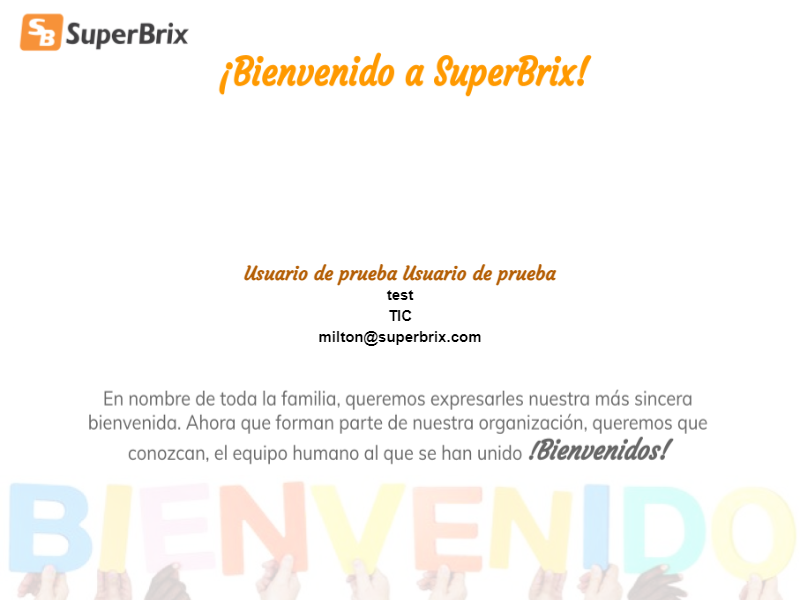 SB SuperBrix
¡Bienvenido a SuperBrix!
Usuario de prueba Usuario de prueba
test
TIC
milton@superbrix.com
En nombre de toda la familia, queremos expresarles nuestra más sincera
bienvenida. Ahora que forman parte de nuestra organización, queremos que
conozcan, el equipo humano al que se han unido !Bienvenidos!
BIENVENIDO